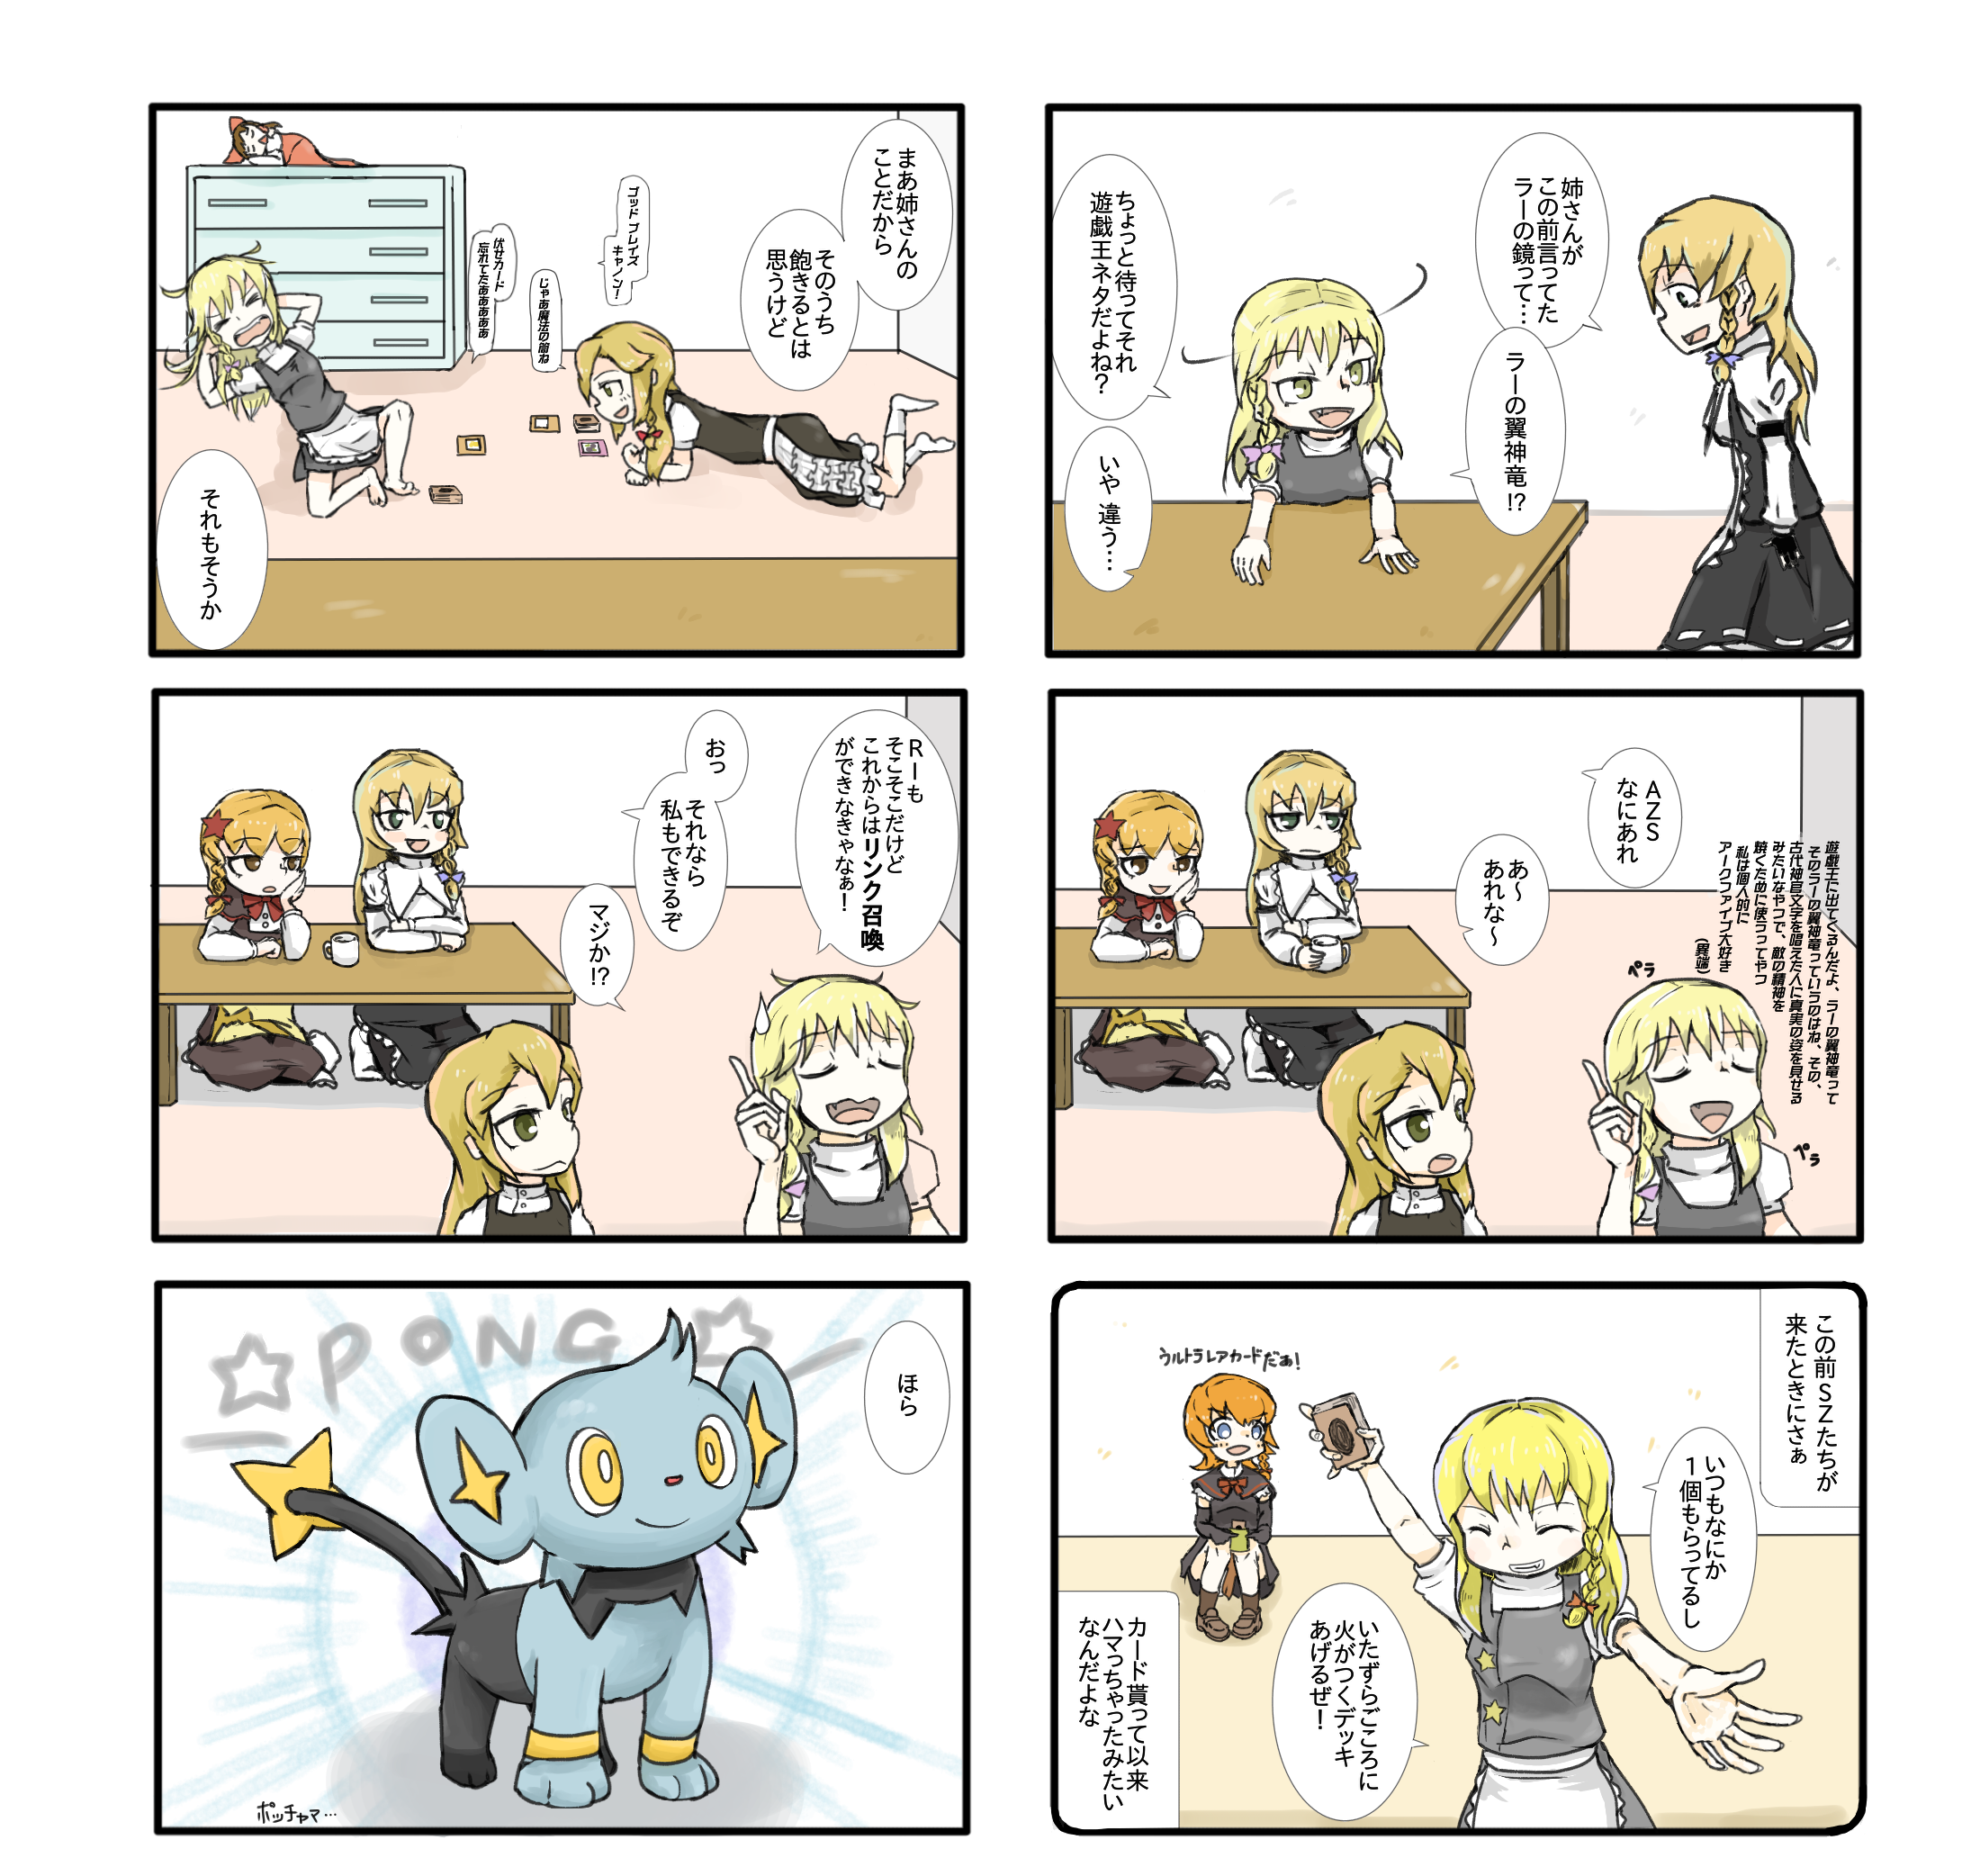 姉さんが
この前言ってた
ラーの鏡って…
ラーの翼神竜!?
ちょっと待ってそれ
遊戯王ネタだよね?
いや 違う…
AZS
なにあれ
あ〜
あれな〜
遊戯王に出てくるんだよ、ラーの翼神竜って
そのラーの翼神竜っていうのはね、その、
古代神官文字を唱えた人に真実の姿を見せる
みたいなやつで、敵の精神を
焼くために使うってやつ
私は個人的に
アークファイブ大好き
(異端)
ペラ
ペラ
この前SZたちが
来たときにさぁ
いつもなにか
1個もらってるし
いたずらごころに
火がつくデッキ
あげるぜ!
ウルトラレアカードだぁ!
カード貰って以来
ハマっちゃったみたい
なんだよな
まあ姉さんの
ことだから
そのうち
飽きるとは
思うけど
ゴッドブレイズ
キャノン!
じゃあ魔法の筒ね
伏せカード
忘れてたあああああ
それもそうか
Rーも
そこそこだけど
これからはリンク召喚
ができなきゃなぁ!
おっ
それなら
私もできるぞ
マジか!?
ほら
☆PONG☆
ポッチャマ…